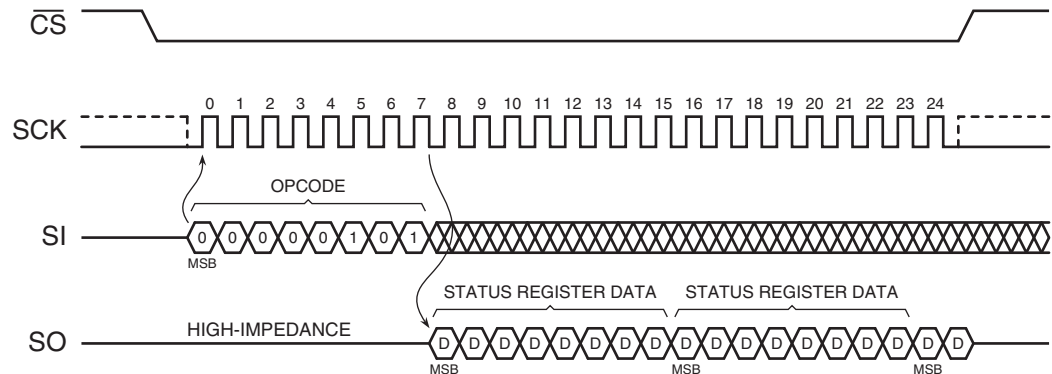 CS
SCK 0 1 2 3 4 5 6 7 8 9 10 11 12 13 14 15 16 17 18 19 20 21 22 23 24
OPCODE
SI 0 0 0 0 0 1 0 1
MSB
STATUS REGISTER DATA STATUS REGISTER DATA
HIGH-IMPEDANCE
SO D D D D D D D D D D D D D D D D D D
MSB MSB MSB